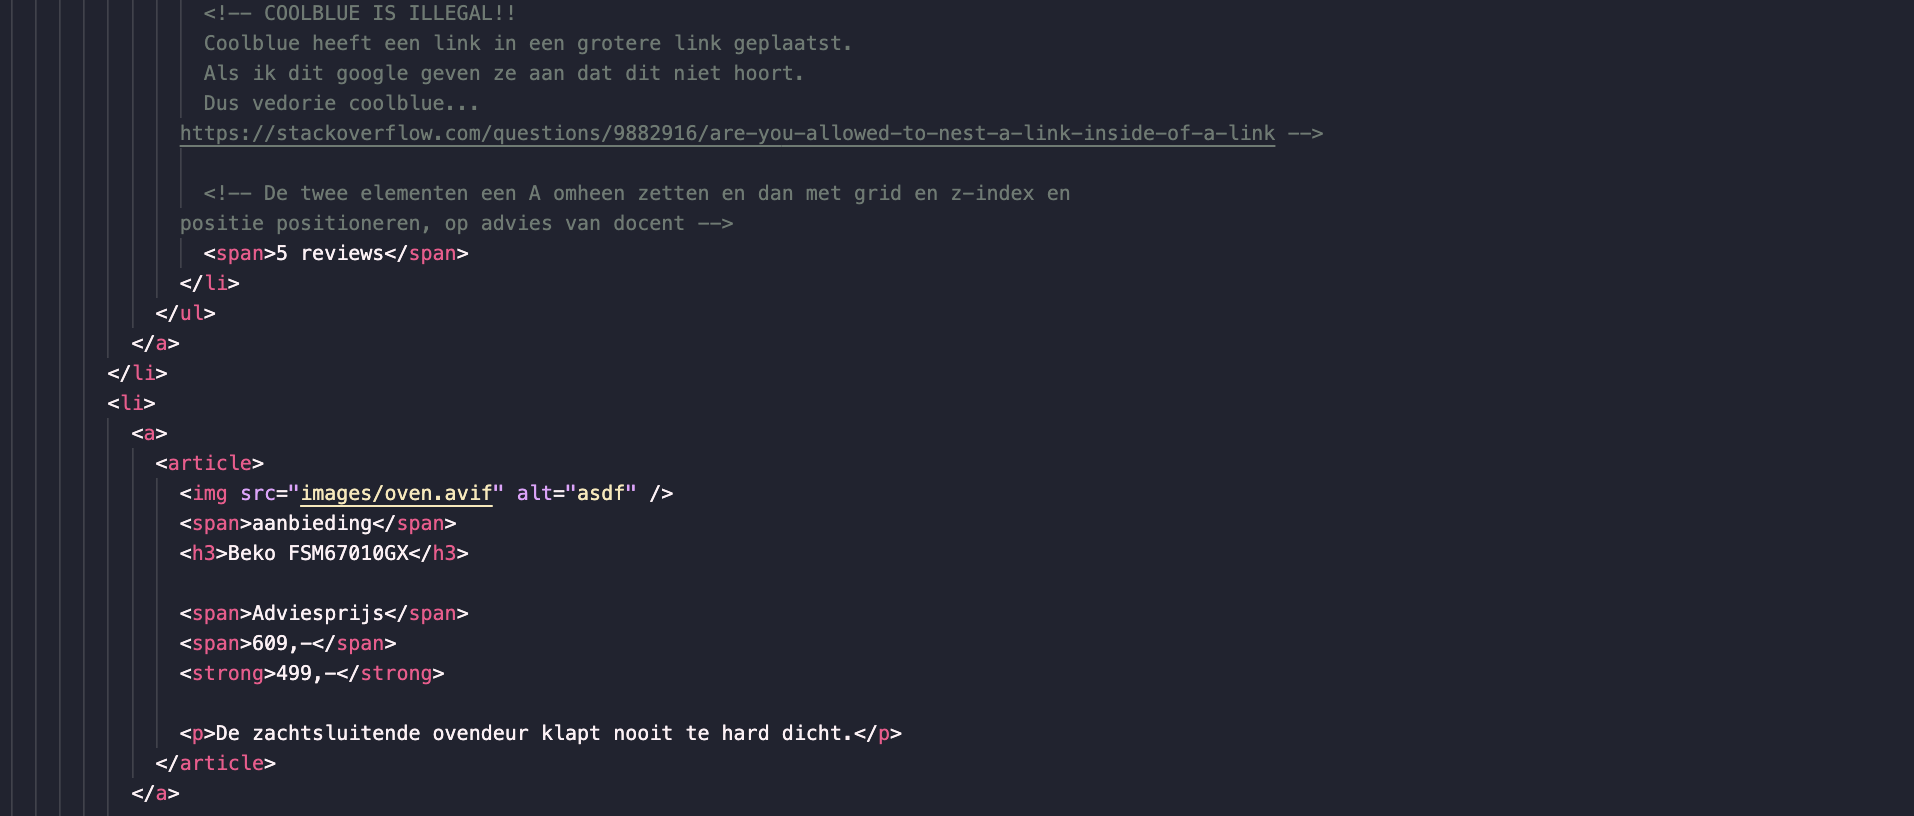 <!-- COOLBLUE IS ILLEGAL!!
Coolblue heeft een link in een grotere link geplaatst.
Als ik dit google geven ze aan dat dit niet hoort.
Dus vedorie coolblue...
https://stackoverflow.com/questions/9882916/are-you-allowed-to-nest-a-link-inside-of-a-link -->
<!-- De twee elementen een A omheen zetten en dan met grid en z-index en
positie positioneren, op advies van docent -->
<span>5 reviews</span>
</li>
</ul>
</a>
</li>
<li>
<a>
<article>
<img src="images/oven.avif" alt="asdf" />
<span>aanbieding</span>
<h3>Beko FSM67010GX</h3>
<span>Adviesprijs</span>
<span>609,-</span>
<strong>499,-</strong>
<p>De zachtsluitende ovendeur klapt nooit te hard dicht.</p>
</article>
</a>